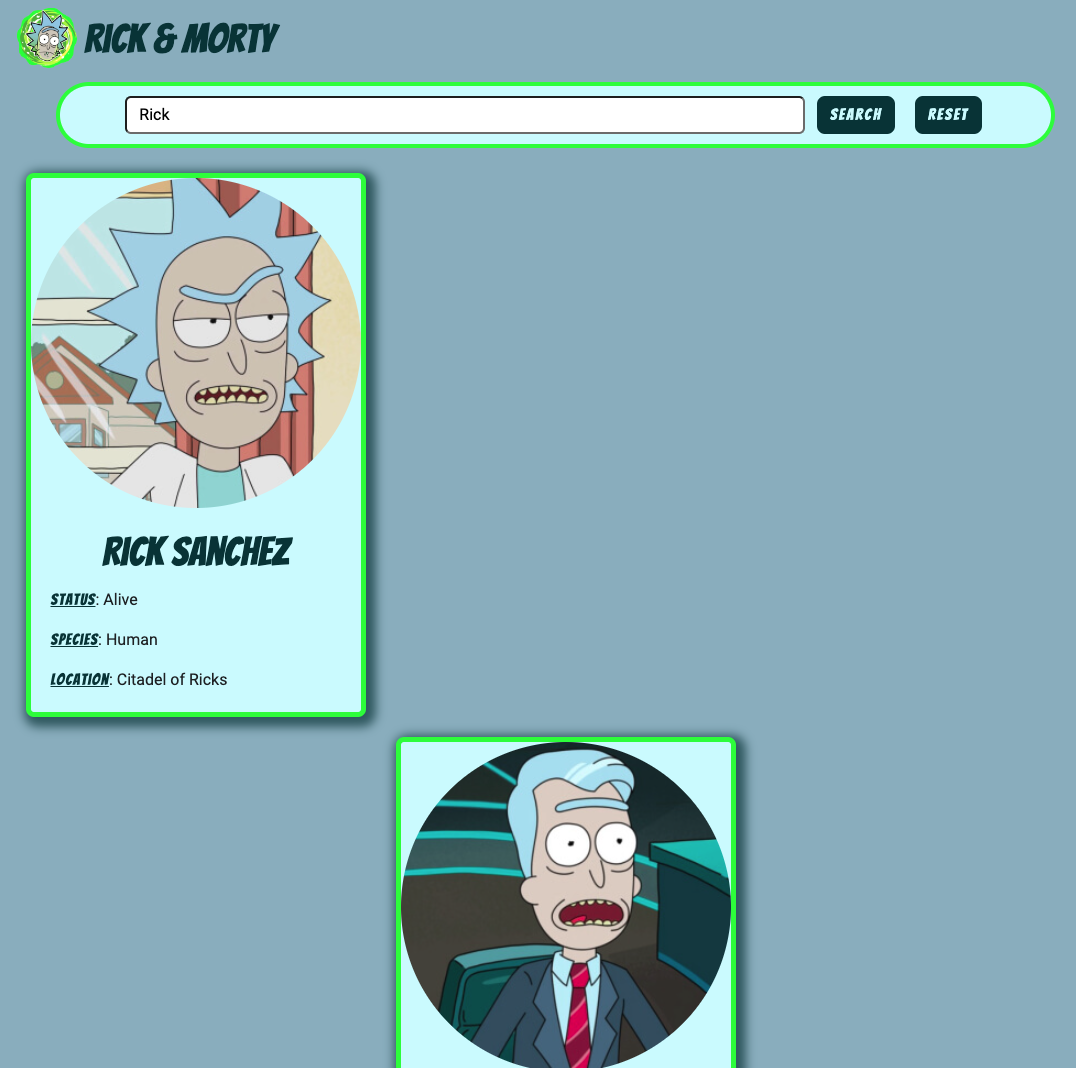 RICK & MORTY
Rick
SEARCH
RESET
RICK SANCHEZ
STATUS: Alive
SPECIES: Human
LOCATION: Citadel of Ricks